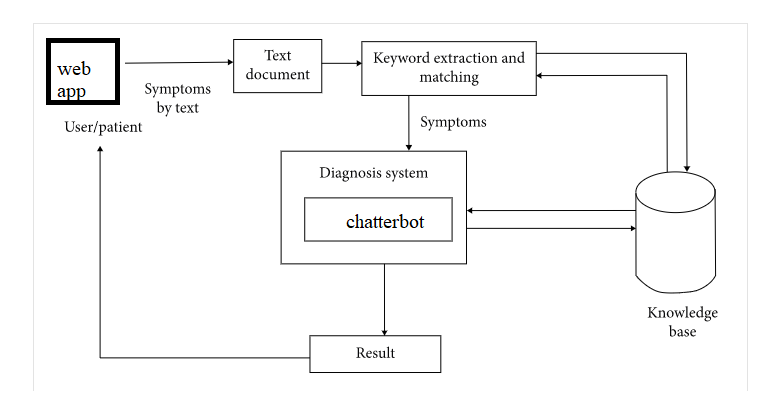 web
app
User/patient
Symptoms
by text
Text
document
Keyword extraction and
matching
Symptoms
Diagnosis system
chatterbot
Knowledge
base
Result